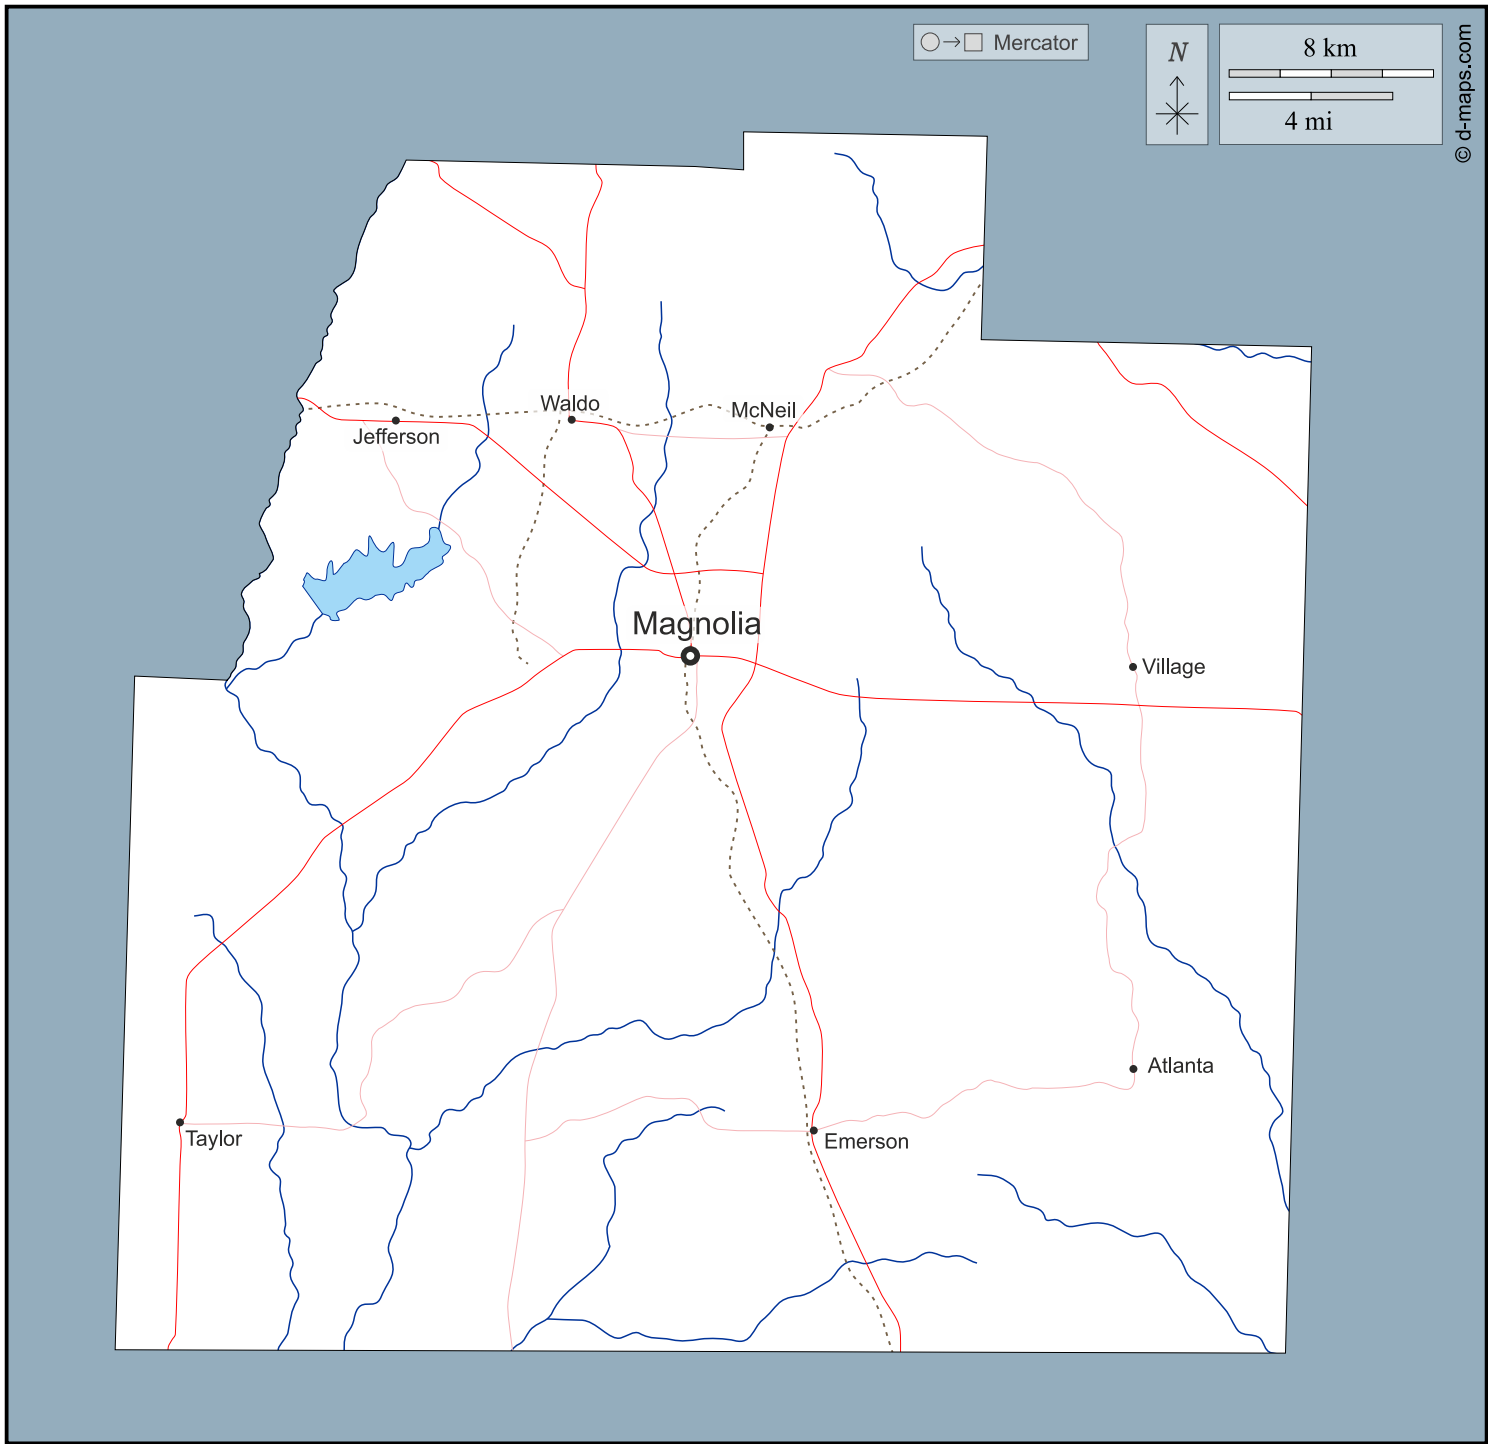 Mercator
N
8 km
4 mi
© d-maps.com
Waldo
McNeil
Jefferson
Magnolia
Village
Atlanta
Taylor
Emerson